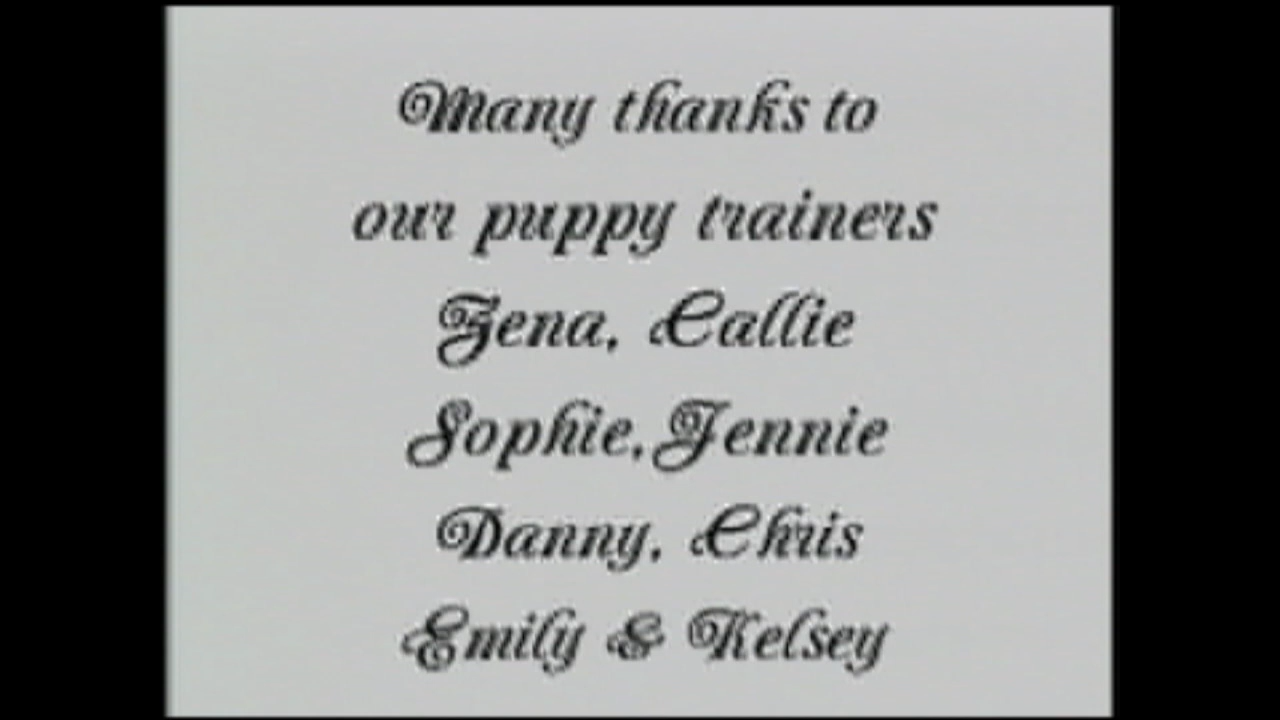 Many thanks to
our puppy trainers
Zena, Callie
Sophie, Jennie
Danny, Chris
Emily & Kelsey